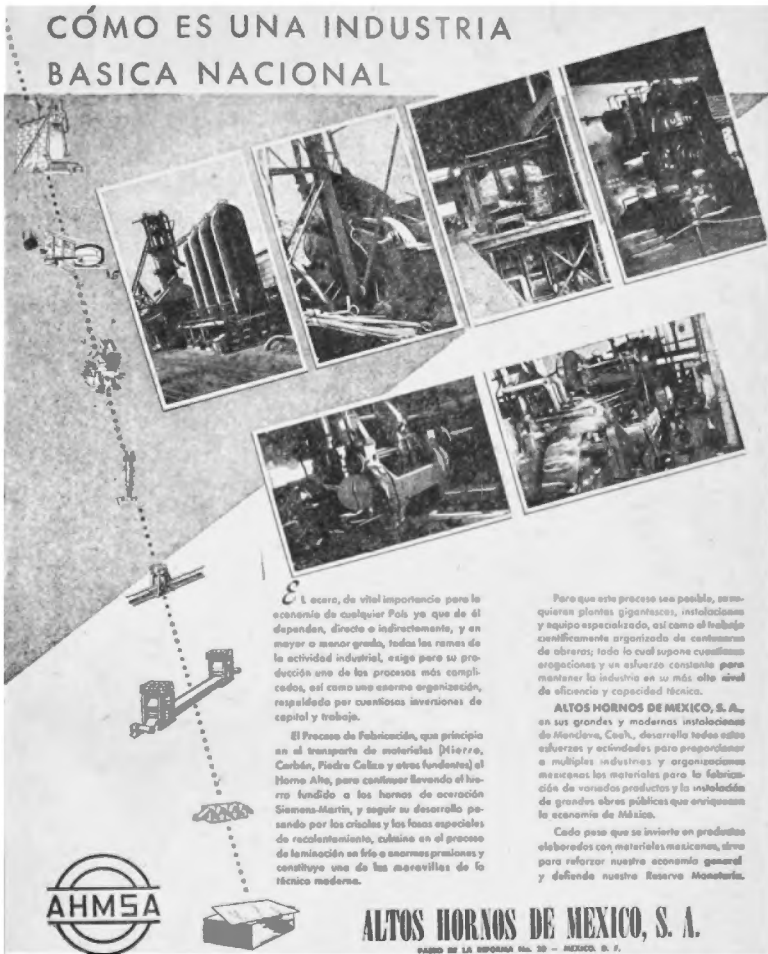 CÓMO ES UNA INDUSTRIA
BASICA NACIONAL
EL acero, de vital importancia para la
economía de cualquier País ya que de él
dependen, directa o indirectamente, y en
mayor o menor grado, todas las ramas de
la actividad industrial, exige para su pro-
ducción uno de los procesos más compli-
cados, así como una enorme organización,
respaldada por cuantiosas inversiones de
capital y trabajo.
El Proceso de Fabricación, que principia
en el transporte de materiales (Hierro,
Carbón, Piedra Caliza y otros fundentes) al
Horno Alto, para continuar llevando el hie-
rro fundido a los hornos de aceración
Siemens-Martin, y seguir su desarrollo pa-
sando por los crisoles y las fosas especiales
de recalentamiento, culmina en el proceso
de laminación en frío a enormes presiones y
constituye una de las maravillas de la
técnica moderna.
Para que este proceso sea posible, se re-
quieren plantas gigantescas, instalaciones
y equipo especializado, así como el trabajo
científicamente organizado de centenares
de obreros; todo lo cual supone cuantiosas
erogaciones y un esfuerzo constante para
mantener la industria en su más alto nivel
de eficiencia y capacidad técnica.
ALTOS HORNOS DE MEXICO, S. A.,
en sus grandes y modernas instalaciones
de Monclova, Coah., desarrolla todos estos
esfuerzos y actividades para proporcionar
a multiples industrias y organizaciones
mexicanas los materiales para la fabrica-
ción de variados productos y la instalación
de grandes obras públicas que enriquecen
la economía de México.
Cada peso que se invierte en productos
elaborados con materiales mexicanos, sirve
para reforzar nuestra economía general
y defiende nuestra Reserva Monetaria.
AHMSA
ALTOS HORNOS DE MEXICO, S. A.
PASEO DE LA REFORMA No. 20 — MEXICO, D. F.